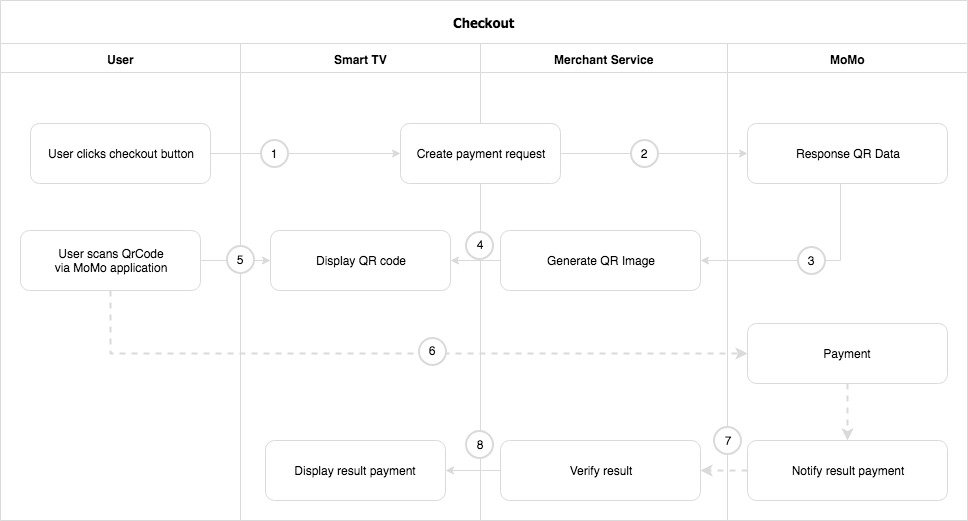 Checkout
User
Smart TV
Merchant Service
MoMo
User clicks checkout button
1
Create payment request
2
Response QR Data
User scans QrCode
via MoMo application
5
Display QR code
4
Generate QR Image
3
6
Payment
Display result payment
8
Verify result
7
Notify result payment